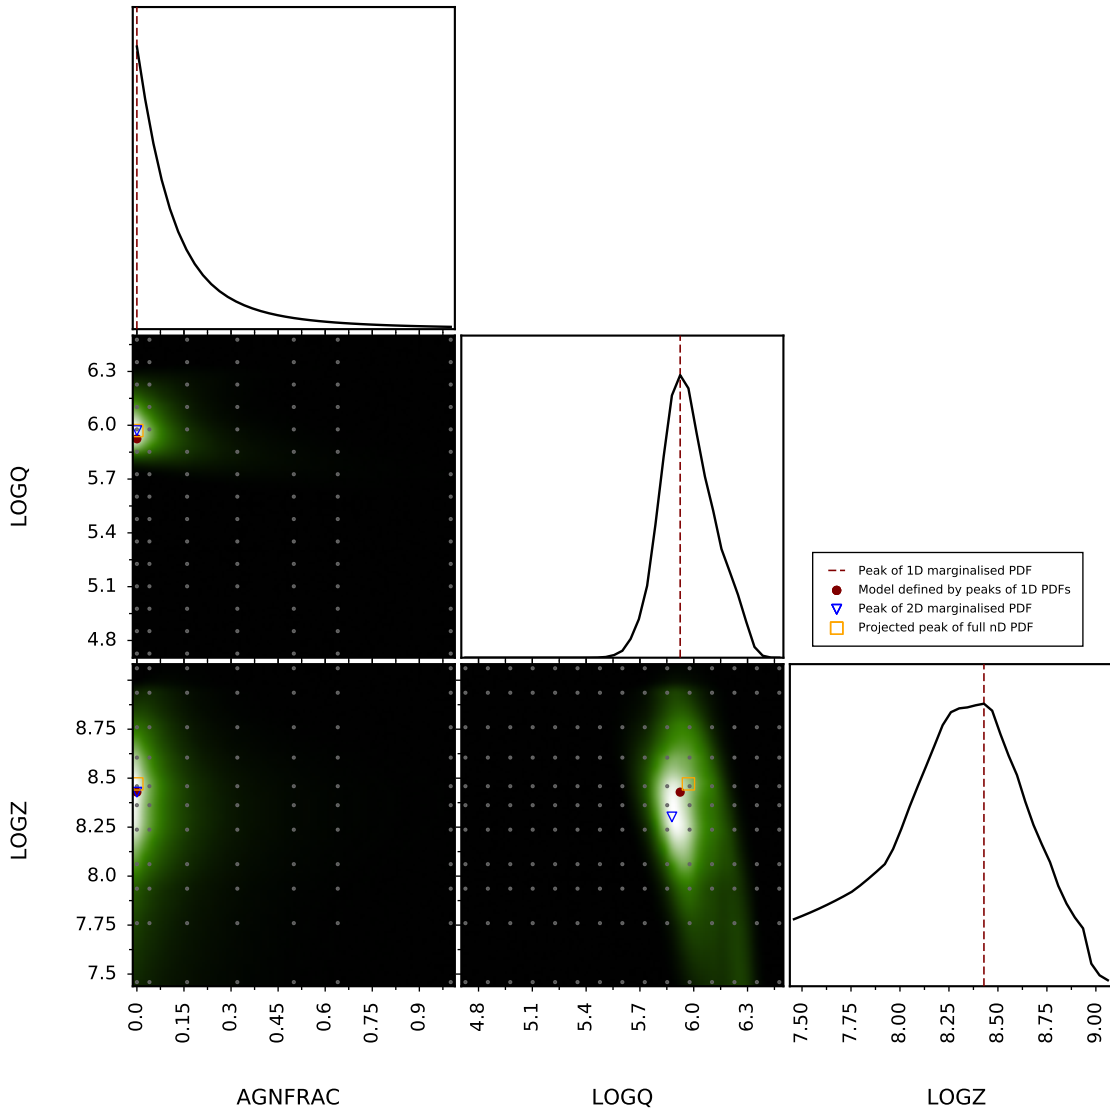 6.3
6.0
5.7
5.4
5.1
4.8
LOGQ
Peak of 1D marginalised PDF
Model defined by peaks of 1D PDFs
Peak of 2D marginalised PDF
Projected peak of full nD PDF
8.75
8.5
8.25
8.0
7.75
7.5
LOGZ
0.0 0.15 0.3 0.45 0.6 0.75 0.9
4.8 5.1 5.4 5.7 6.0 6.3
7.50 7.75 8.00 8.25 8.50 8.75 9.00
AGNFRAC LOGQ LOGZ